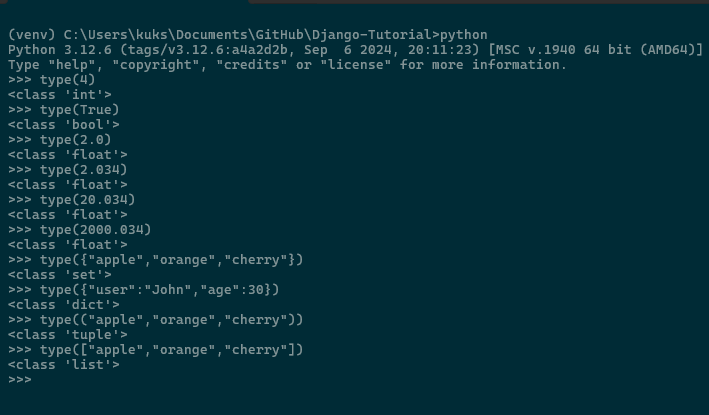 (venv) C:\Users\kuks\Documents\GitHub\Django-Tutorial>python
Python 3.12.6 (tags/v3.12.6:a4a2d2b, Sep  6 2024, 20:11:23) [MSC v.1940 64 bit (AMD64)]
Type "help", "copyright", "credits" or "license" for more information.
>>> type(4)
<class 'int'>
>>> type(True)
<class 'bool'>
>>> type(2.0)
<class 'float'>
>>> type(2.034)
<class 'float'>
>>> type(20.034)
<class 'float'>
>>> type(2000.034)
<class 'float'>
>>> type({"apple","orange","cherry"})
<class 'set'>
>>> type({"user":"John","age":30})
<class 'dict'>
>>> type(("apple","orange","cherry"))
<class 'tuple'>
>>> type(["apple","orange","cherry"])
<class 'list'>
>>>